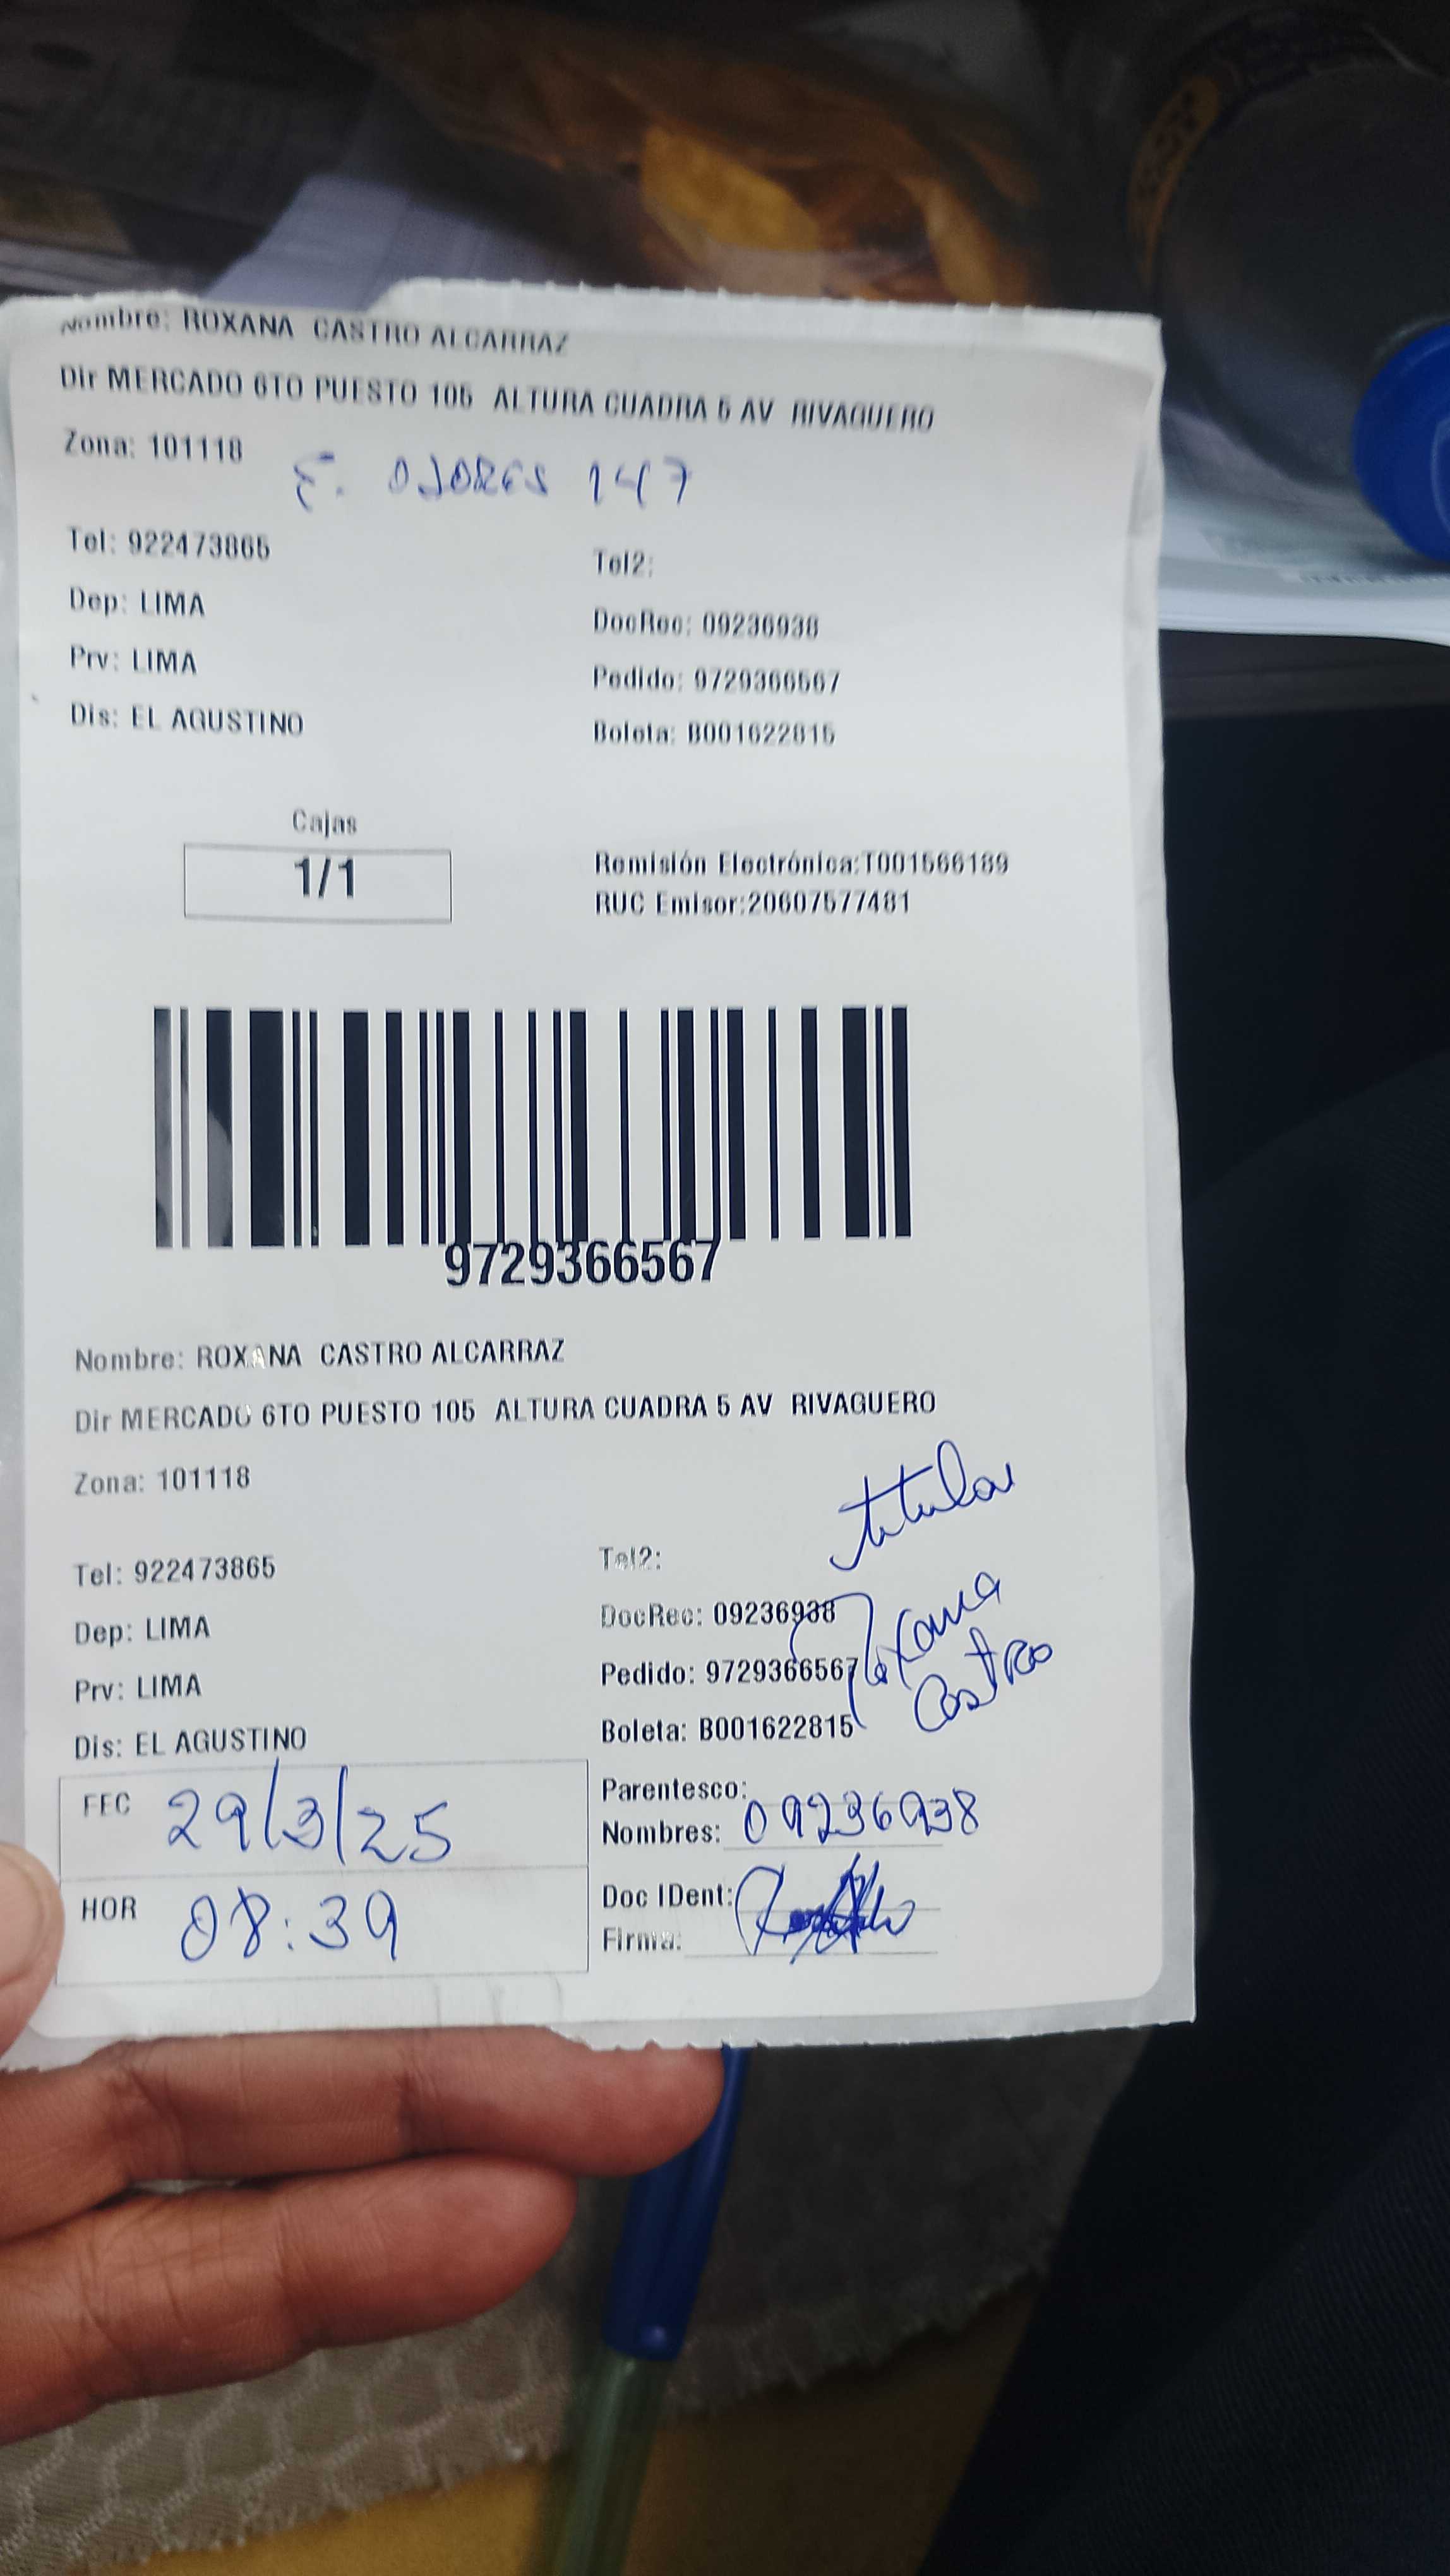 Nombre: ROXANA CASTRO ALCARRAZ
Dir MERCADO 6TO PUESTO 105 ALTURA CUADRA 5 AV RIVAGUERO
Zona: 101118
147
Tel: 922473865
Tel2:
Dep: LIMA
DocRec: 09236938
Prv: LIMA
Pedido: 9729366567
Dis: EL AGUSTINO
Boleta: B001622815
Cajas
1/1
Remisión Electrónica:T001566189
RUC Emisor:20607577481
9729366567
Nombre: ROXANA CASTRO ALCARRAZ
Dir MERCADO 6TO PUESTO 105 ALTURA CUADRA 5 AV RIVAGUERO
Zona: 101118
titular
Tel: 922473865
Tel2:
Dep: LIMA
DocRec: 09236938
Roxana
Castro
Prv: LIMA
Pedido: 9729366567
Dis: EL AGUSTINO
Boleta: B001622815
FEC 29/3/25
Parentesco:
Nombres: 09236938
HOR 08:39
Doc IDent:
Firma: